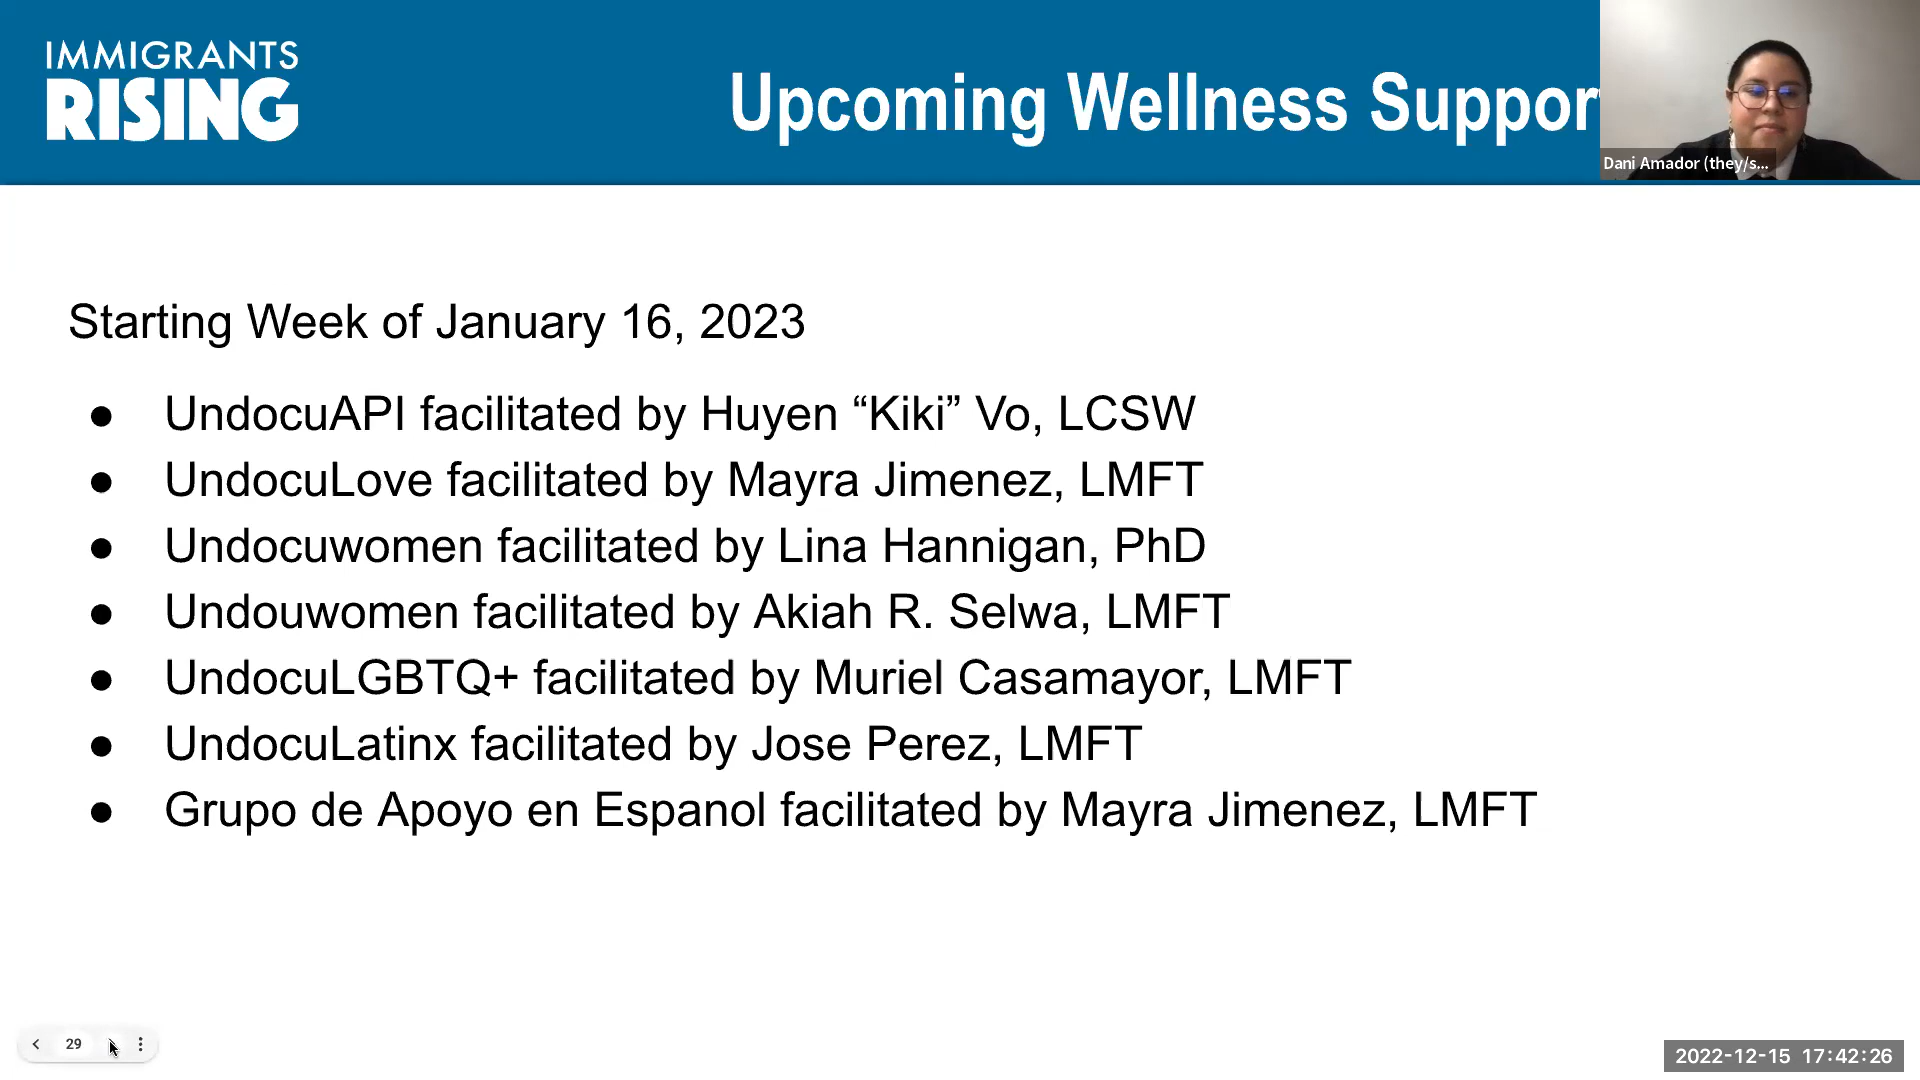 IMMIGRANTS
RISING
Upcoming Wellness Suppor
Dani Amador (they/s...
Starting Week of January 16, 2023
● UndocuAPI facilitated by Huyen “Kiki” Vo, LCSW
● UndocuLove facilitated by Mayra Jimenez, LMFT
● Undocuwomen facilitated by Lina Hannigan, PhD
● Undouwomen facilitated by Akiah R. Selwa, LMFT
● UndocuLGBTQ+ facilitated by Muriel Casamayor, LMFT
● UndocuLatinx facilitated by Jose Perez, LMFT
● Grupo de Apoyo en Espanol facilitated by Mayra Jimenez, LMFT
29
2022-12-15 17:42:26